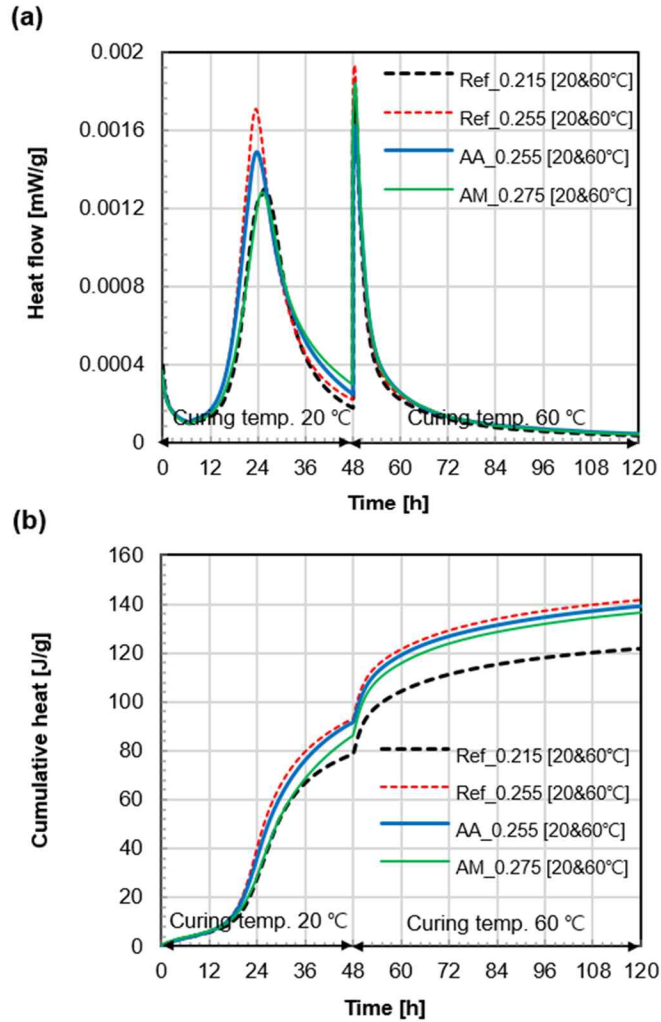 (a)
0.002
0.0016
0.0012
0.0008
0.0004
0
Heat flow [mW/g]
Ref_0.215 [20&60℃]
Ref_0.255 [20&60℃]
AA_0.255 [20&60℃]
AM_0.275 [20&60℃]
Curing temp. 20 ℃
Curing temp. 60 ℃
0 12 24 36 48 60 72 84 96 108 120
Time [h]
(b)
160
140
120
100
80
60
40
20
0
Cumulative heat [J/g]
Ref_0.215 [20&60℃]
Ref_0.255 [20&60℃]
AA_0.255 [20&60℃]
AM_0.275 [20&60℃]
Curing temp. 20 ℃
Curing temp. 60 ℃
0 12 24 36 48 60 72 84 96 108 120
Time [h]